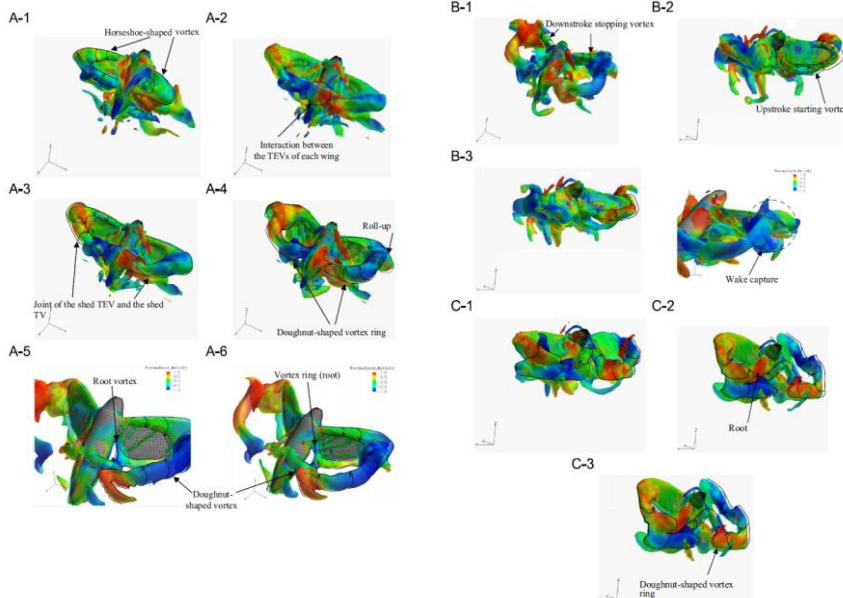 A-1
Horseshoe-shaped vortex
A-2
Interaction between
the TEVs of each wing
A-3
Joint of the shed TEV and the shed
TV
A-4
Roll-up
Doughnut-shaped vortex ring
A-5
Root vortex
A-6
Vortex ring (root)
Doughnut-
shaped vortex
B-1
Downstroke stopping vortex
B-2
Upstroke starting vorte
B-3
Wake capture
C-1
C-2
Root
C-3
Doughnut-shaped vortex
ring